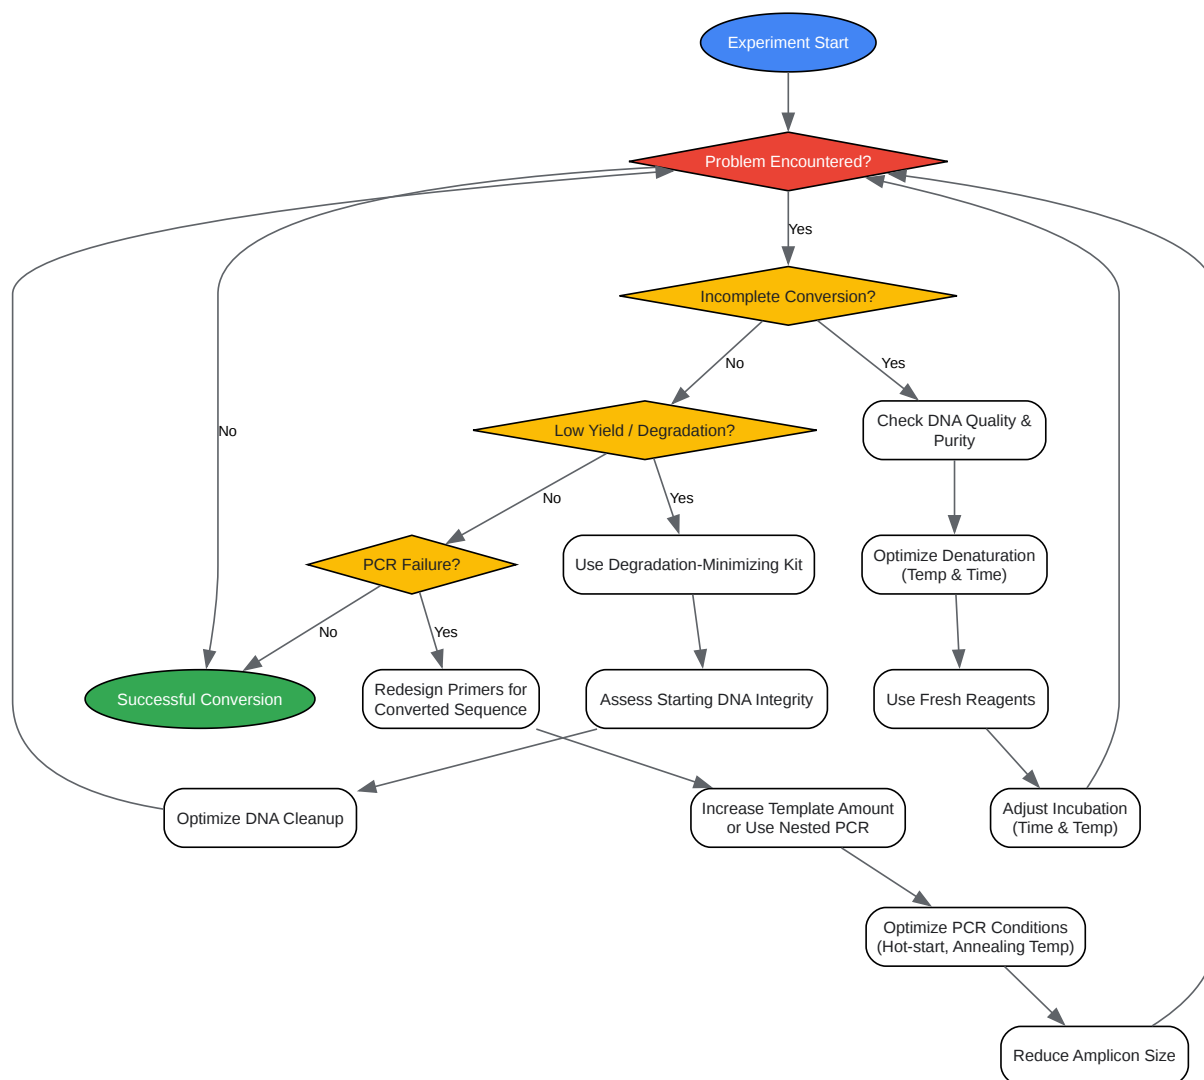 Experiment Start
Problem Encountered?
Yes
Incomplete Conversion?
No
Yes
No
Low Yield / Degradation?
Check DNA Quality &
Purity
No
Yes
PCR Failure?
Use Degradation-Minimizing Kit
Optimize Denaturation
(Temp & Time)
No
Yes
Successful Conversion
Redesign Primers for
Converted Sequence
Assess Starting DNA Integrity
Use Fresh Reagents
Optimize DNA Cleanup
Increase Template Amount
or Use Nested PCR
Adjust Incubation
(Time & Temp)
Optimize PCR Conditions
(Hot-start, Annealing Temp)
Reduce Amplicon Size